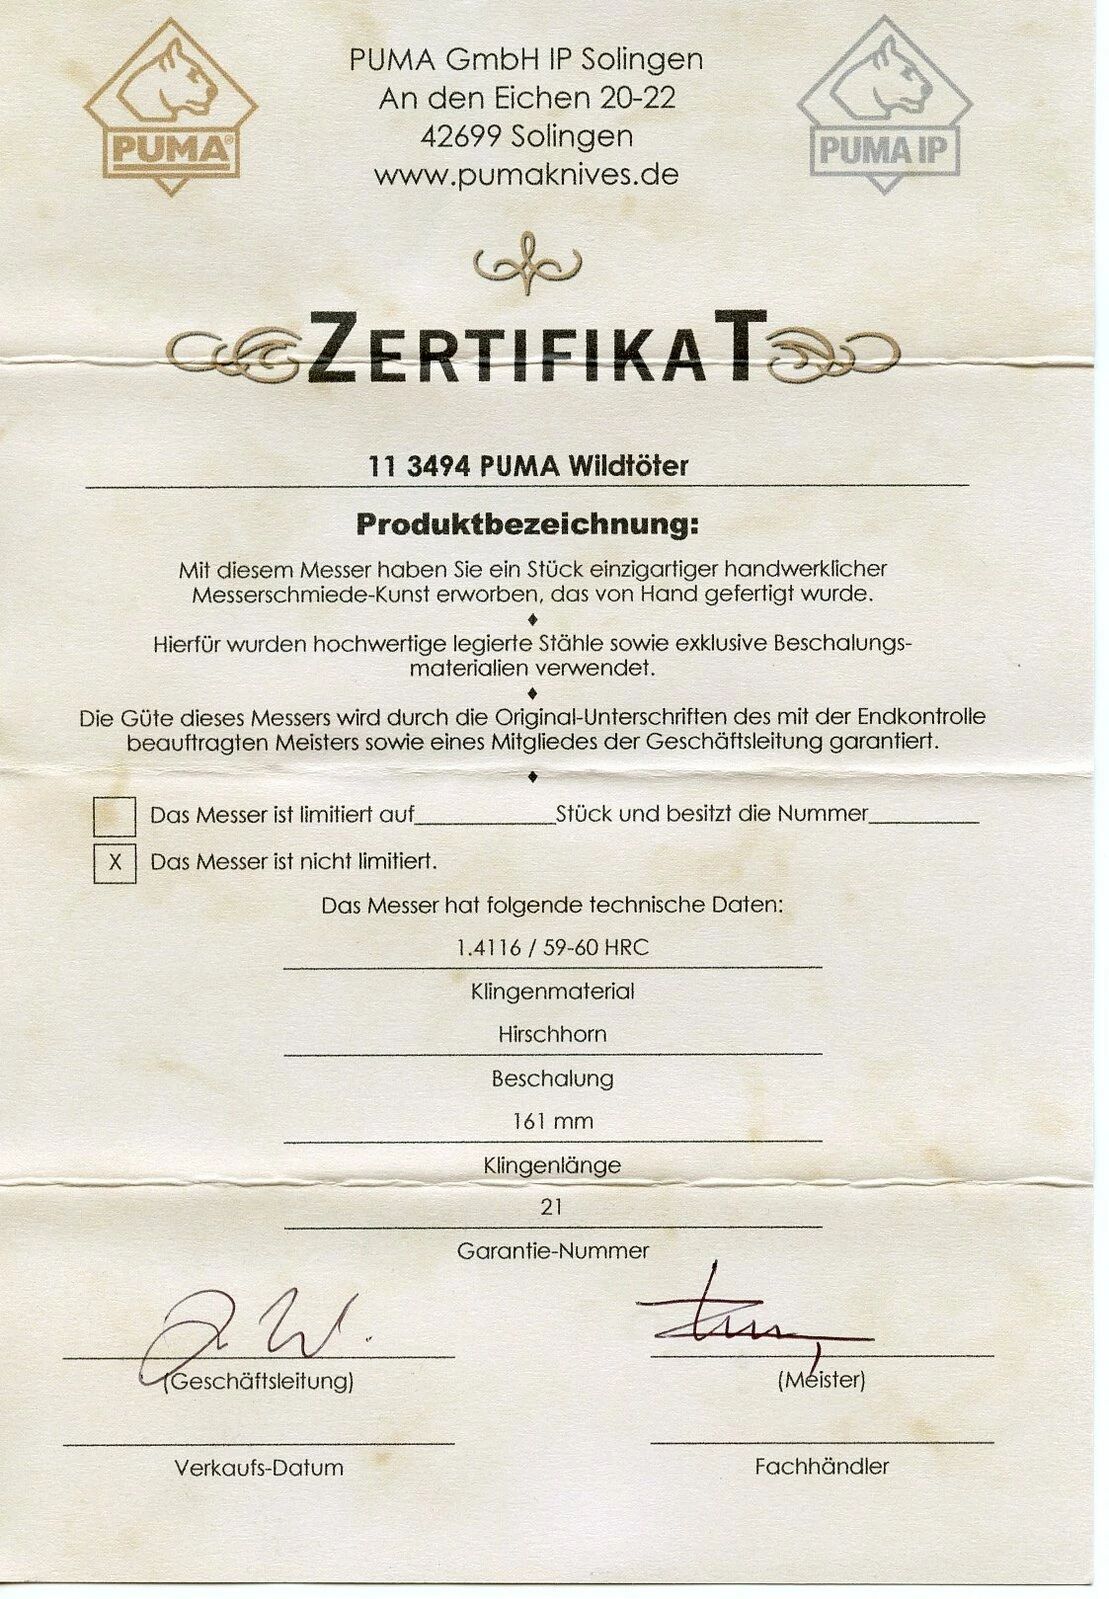 PUMA®
PUMA GmbH IP Solingen
An den Eichen 20-22
42699 Solingen
www.pumaknives.de
PUMA IP
ZERTIFIKAT
11 3494 PUMA Wildtöter
Produktbezeichnung:
Mit diesem Messer haben Sie ein Stück einzigartiger handwerklicher
Messerschmiede-Kunst erworben, das von Hand gefertigt wurde.
Hierfür wurden hochwertige legierte Stähle sowie exklusive Beschalungs-
materialien verwendet.
Die Güte dieses Messers wird durch die Original-Unterschriften des mit der Endkontrolle
beauftragten Meisters sowie eines Mitgliedes der Geschäftsleitung garantiert.
Das Messer ist limitiert auf__________Stück und besitzt die Nummer________
X Das Messer ist nicht limitiert.
Das Messer hat folgende technische Daten:
1.4116 / 59-60 HRC
Klingenmaterial
Hirschhorn
Beschalung
161 mm
Klingenlänge
21
Garantie-Nummer
(Geschäftsleitung)
(Meister)
Verkaufs-Datum
Fachhändler